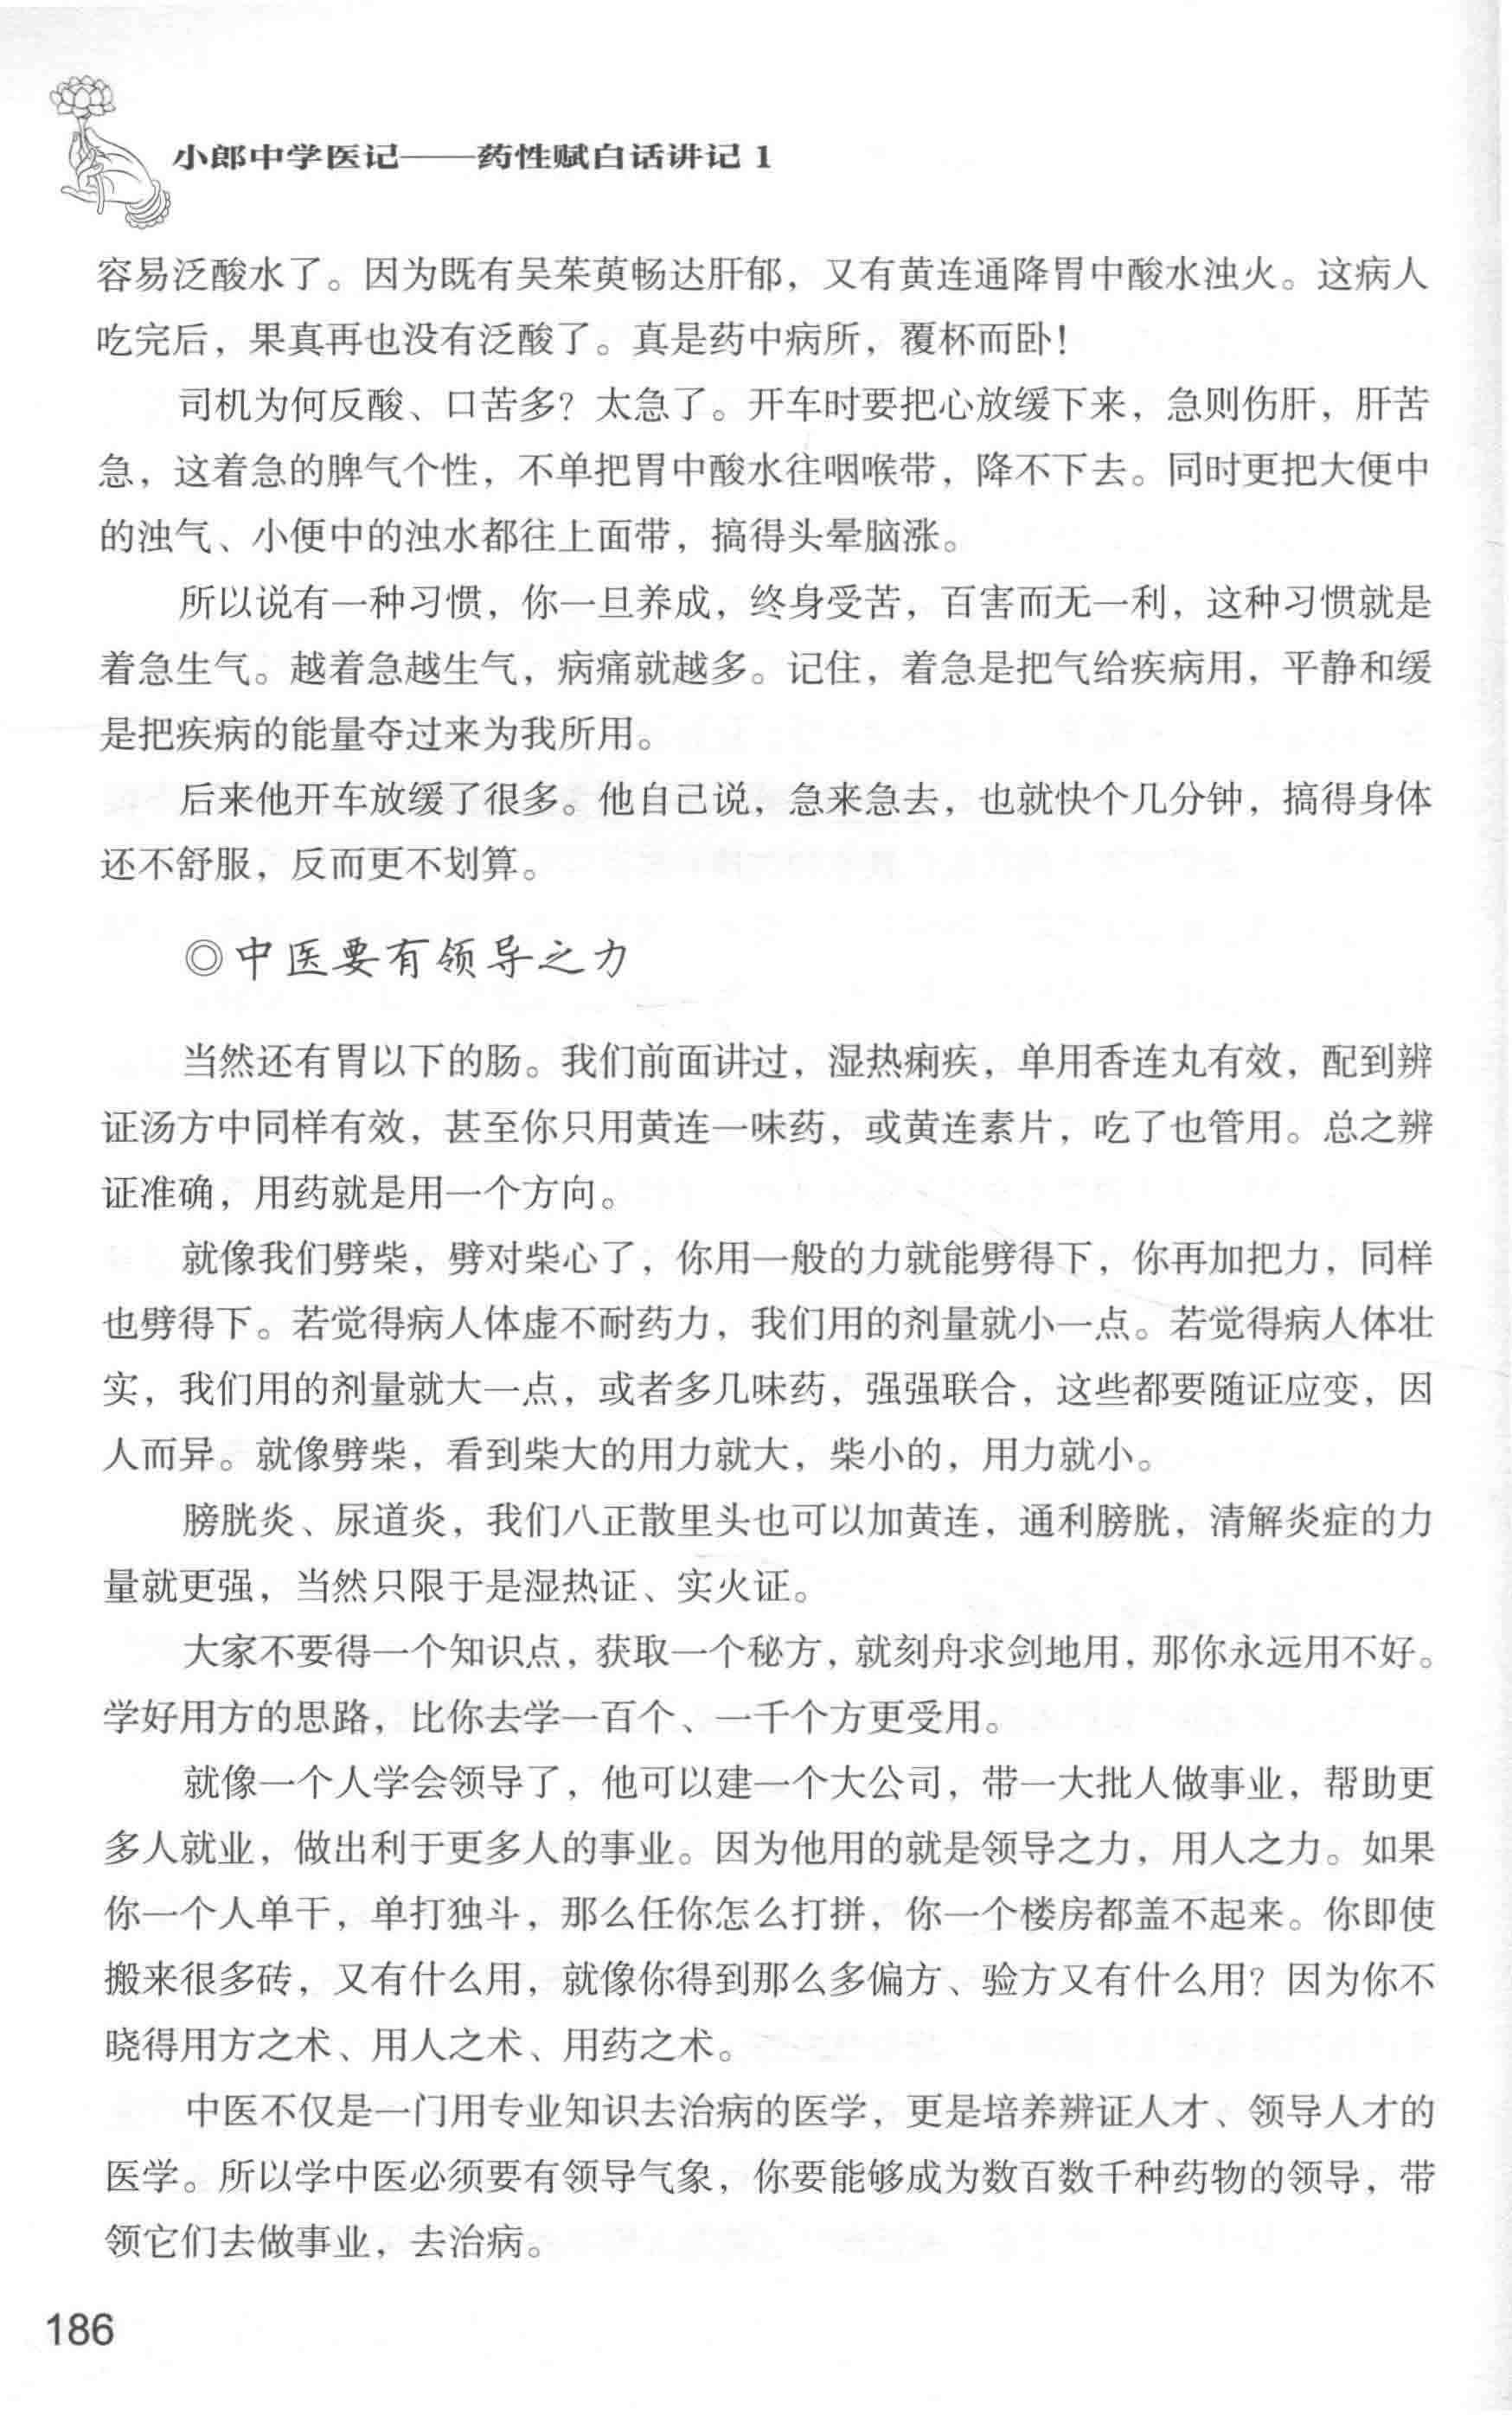 小郎中学医记——药性赋白话讲记 1
容易泛酸水了。因为既有吴茱萸畅达肝郁，又有黄连通降胃中酸水浊火。这病人
吃完后，果真再也没有泛酸了。真是药中病所，覆杯而卧！
司机为何反酸、口苦多？太急了。开车时要把心放缓下来，急则伤肝，肝苦
急，这着急的脾气个性，不单把胃中酸水往咽喉带，降不下去。同时更把大便中
的浊气、小便中的浊水都往上面带，搞得头晕脑涨。
所以说有一种习惯，你一旦养成，终身受苦，百害而无一利，这种习惯就是
着急生气。越着急越生气，病痛就越多。记住，着急是把气给疾病用，平静和缓
是把疾病的能量夺过来为我所用。
后来他开车放缓了很多。他自己说，急来急去，也就快个几分钟，搞得身体
还不舒服，反而更不划算。
◎中医要有领导之力
当然还有胃以下的肠。我们前面讲过，湿热痢疾，单用香连丸有效，配到辨
证汤方中同样有效，甚至你只用黄连一味药，或黄连素片，吃了也管用。总之辨
证准确，用药就是用一个方向。
就像我们劈柴，劈对柴心了，你用一般的力就能劈得下，你再加把力，同样
也劈得下。若觉得病人体虚不耐药力，我们用的剂量就小一点。若觉得病人体壮
实，我们用的剂量就大一点，或者多几味药，强强联合，这些都要随证应变，因
人而异。就像劈柴，看到柴大的用力就大，柴小的，用力就小。
膀胱炎、尿道炎，我们八正散里头也可以加黄连，通利膀胱，清解炎症的力
量就更强，当然只限于是湿热证、实火证。
大家不要得一个知识点，获取一个秘方，就刻舟求剑地用，那你永远用不好。
学好用方的思路，比你去学一百个、一千个方更受用。
就像一个人学会领导了，他可以建一个大公司，带一大批人做事业，帮助更
多人就业，做出利于更多人的事业。因为他用的就是领导之力，用人之力。如果
你一个人单干，单打独斗，那么任你怎么打拼，你一个楼房都盖不起来。你即使
搬来很多砖，又有什么用，就像你得到那么多偏方、验方又有什么用？因为你不
晓得用方之术、用人之术、用药之术。
中医不仅是一门用专业知识去治病的医学，更是培养辨证人才、领导人才的
医学。所以学中医必须要有领导气象，你要能够成为数百数千种药物的领导，带
领它们去做事业，去治病。
186